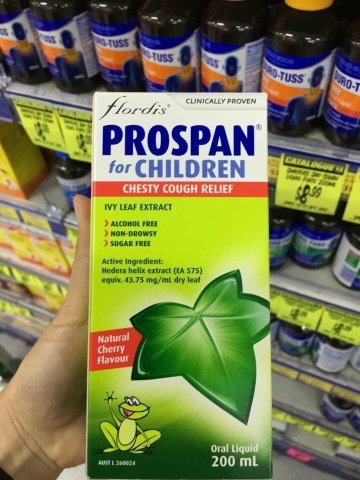 flordis®
CLINICALLY PROVEN
PROSPAN®
for CHILDREN
CHESTY COUGH RELIEF
IVY LEAF EXTRACT
ALCOHOL FREE
NON-DROWSY
SUGAR FREE
Active Ingredient:
Hedera helix extract (EA 575)
equiv. 43.75 mg/mL dry leaf
Natural
Cherry
Flavour
Oral Liquid
200 mL
AUST L 260024
DURO-TUSS
DURO-TUSS
DURO-TUSS
CATALOGUE